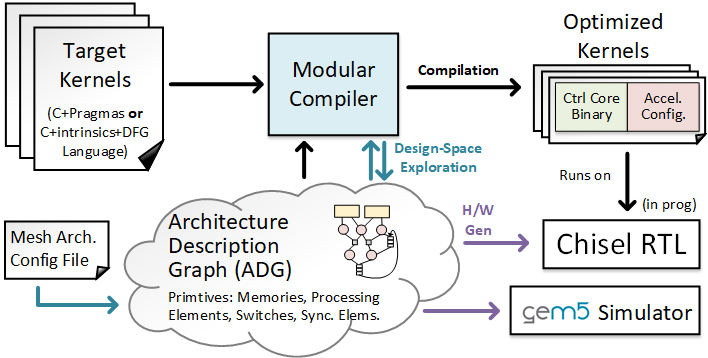 Target
Kernels
(C+Pragmas or
C+intrinsics+DFG
Language)
Modular
Compiler
Compilation
Optimized
Kernels
Ctrl Core
Binary
Accel.
Config.
Design-Space
Exploration
Runs on
(in prog)
Mesh Arch.
Config File
Architecture
Description
Graph (ADG)
Primtives: Memories, Processing
Elements, Switches, Sync. Elems.
H/W
Gen
Chisel RTL
gem5 Simulator